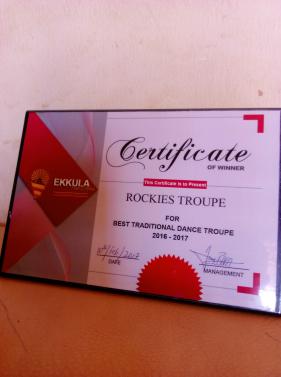 Certificate
OF WINNER
EKKULA
This Certificate is to Present
ROCKIES TROUPE
FOR
BEST TRADITIONAL DANCE TROUPE
2016 - 2017
DATE
MANAGEMENT